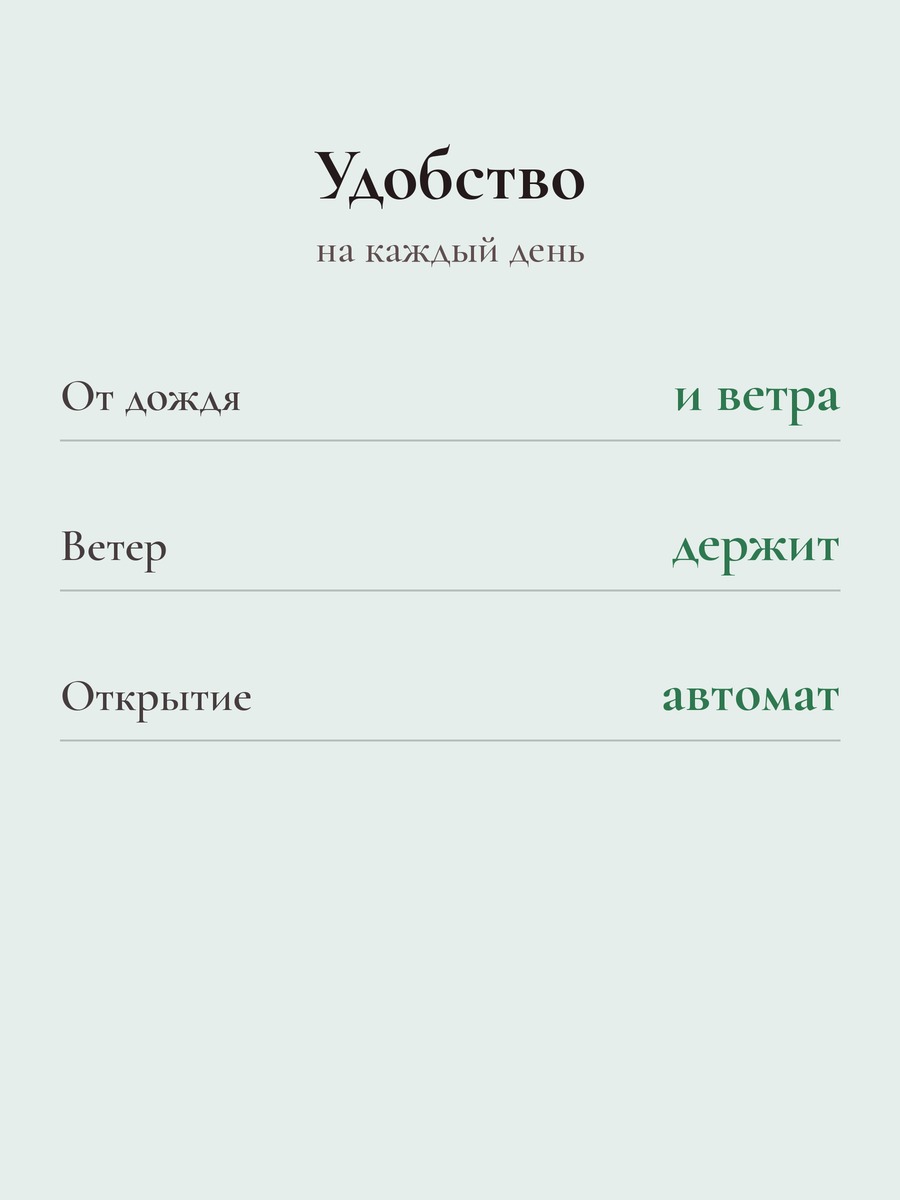 Удобство
на каждый день
От дождя и ветра
Ветер держит
Открытие автомат